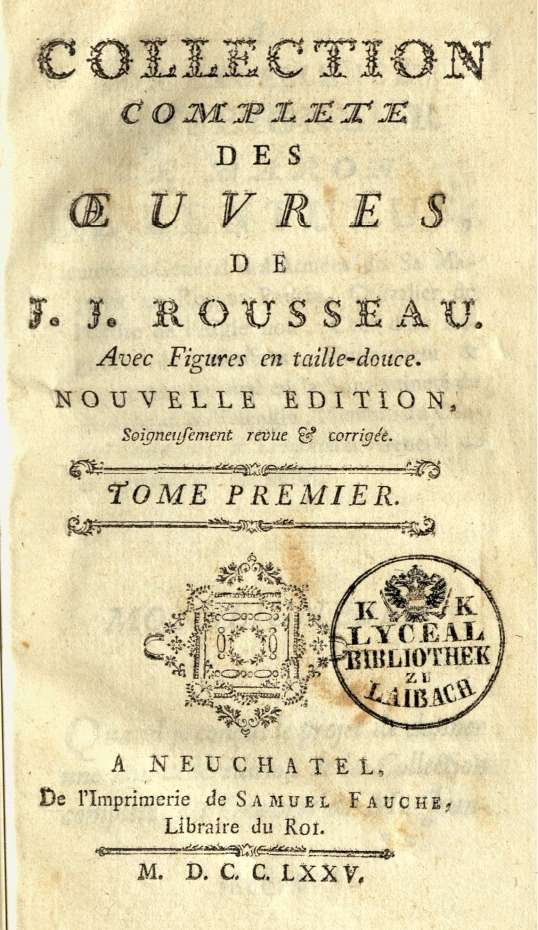 COLLECTION
COMPLETE
DES
ŒUVRES
DE
J. J. ROUSSEAU.
Avec Figures en taille-douce.
NOUVELLE EDITION,
Soigneuſement revue & corrigée.
TOME PREMIER.
K K
LYCEAL
BIBLIOTHEK
ZU
LAIBACH
A NEUCHATEL,
De l'Imprimerie de SAMUEL FAUCHE,
Libraire du ROI.
M. D. C. C. LXXV.